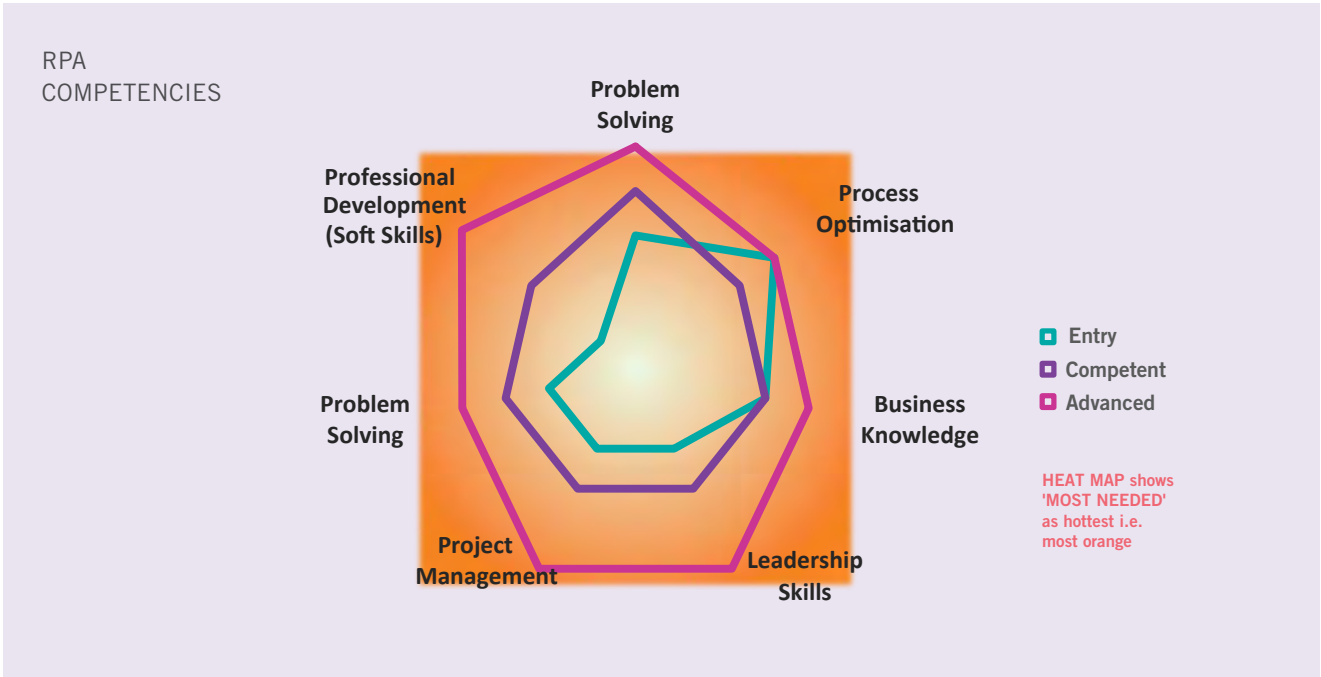 RPA
COMPETENCIES
Problem
Solving
Professional
Development
(Soft Skills)
Process
Optimisation
Problem
Solving
Business
Knowledge
Project
Management
Leadership
Skills
Entry
Competent
Advanced
HEAT MAP shows
'MOST NEEDED'
as hottest i.e.
most orange